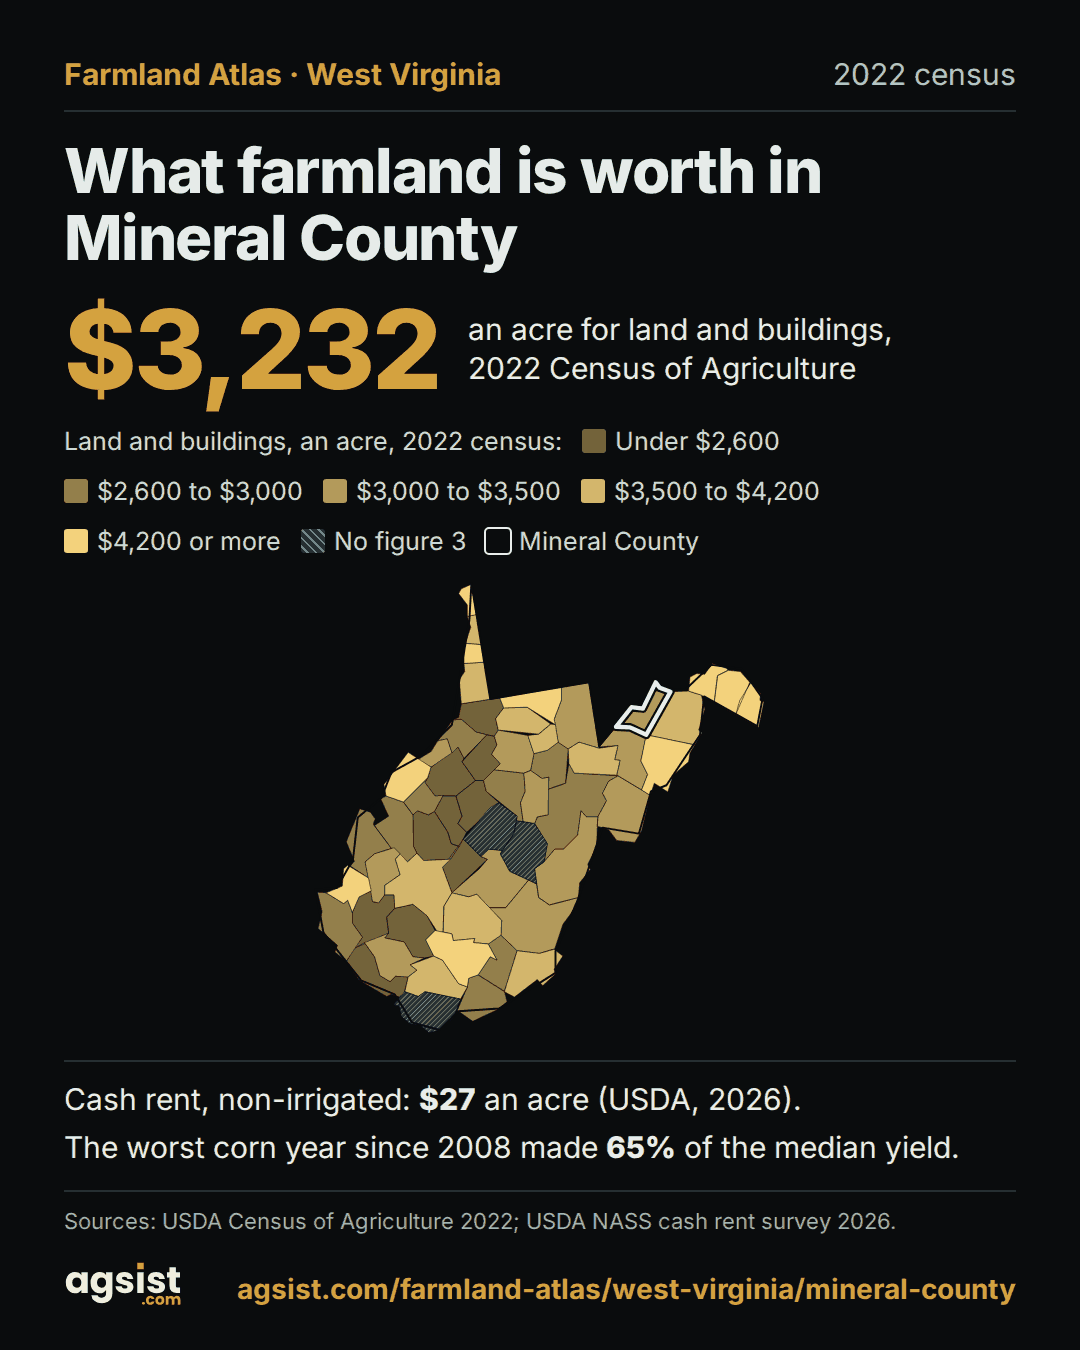 Farmland Atlas · West Virginia
2022 census
What farmland is worth in
Mineral County
$3,232
an acre for land and buildings,
2022 Census of Agriculture
Land and buildings, an acre, 2022 census: Under $2,600
$2,600 to $3,000 $3,000 to $3,500 $3,500 to $4,200
$4,200 or more No figure 3 Mineral County
Cash rent, non-irrigated: $27 an acre (USDA, 2026).
The worst corn year since 2008 made 65% of the median yield.
Sources: USDA Census of Agriculture 2022; USDA NASS cash rent survey 2026.
agsist.com
agsist.com/farmland-atlas/west-virginia/mineral-county